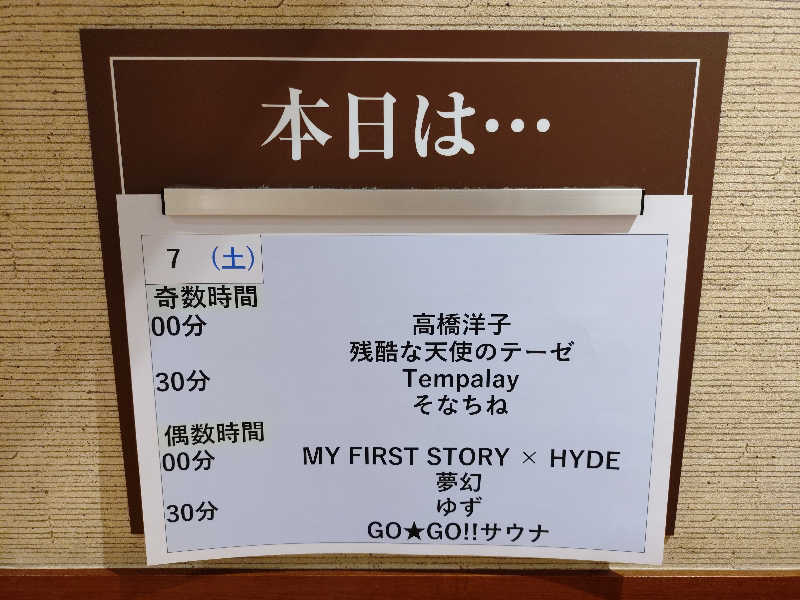 本日は…
7 (土)
奇数時間
00分 高橋洋子
残酷な天使のテーゼ
30分 Tempalay
そなちね
偶数時間
00分 MY FIRST STORY × HYDE
夢幻
30分 ゆず
GO★GO!!サウナ